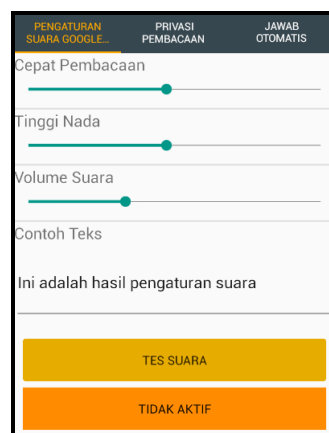 PENGATURAN
SUARA GOOGLE...
PRIVASI
PEMBACAAN
JAWAB
OTOMATIS
Cepat Pembacaan
Tinggi Nada
Volume Suara
Contoh Teks
Ini adalah hasil pengaturan suara
TES SUARA
TIDAK AKTIF